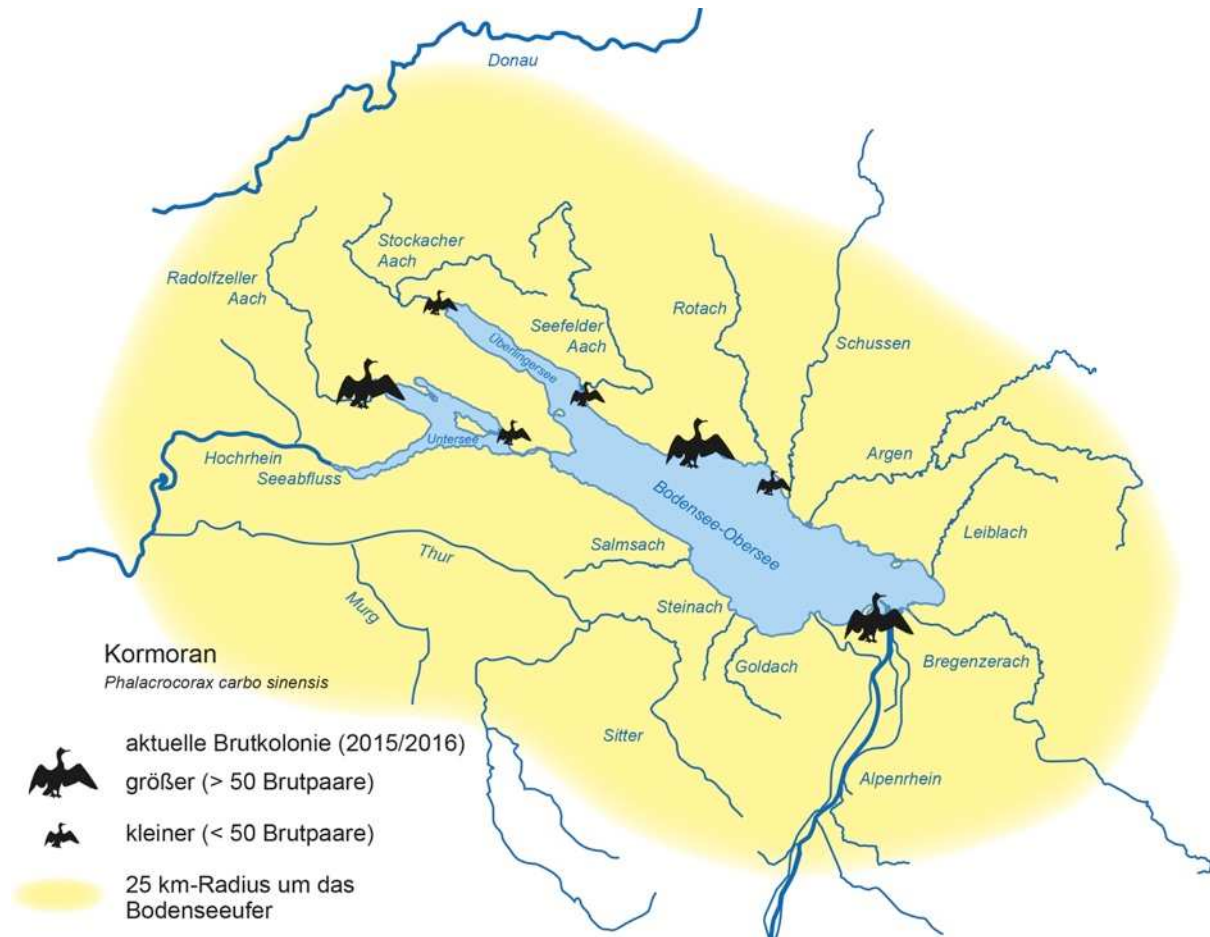 Donau
Stockacher
Aach
Radolfzeller
Aach
Rotach
Seefelder
Aach
Schussen
Überlingersee
Untersee
Argen
Hochrhein
Seeabfluss
Bodensee-Obersee
Leiblach
Thur
Salmsach
Murg
Steinach
Goldach
Bregenzerach
Sitter
Alpenrhein
Kormoran
Phalacrocorax carbo sinensis
aktuelle Brutkolonie (2015/2016)
größer (> 50 Brutpaare)
kleiner (< 50 Brutpaare)
25 km-Radius um das
Bodenseeufer